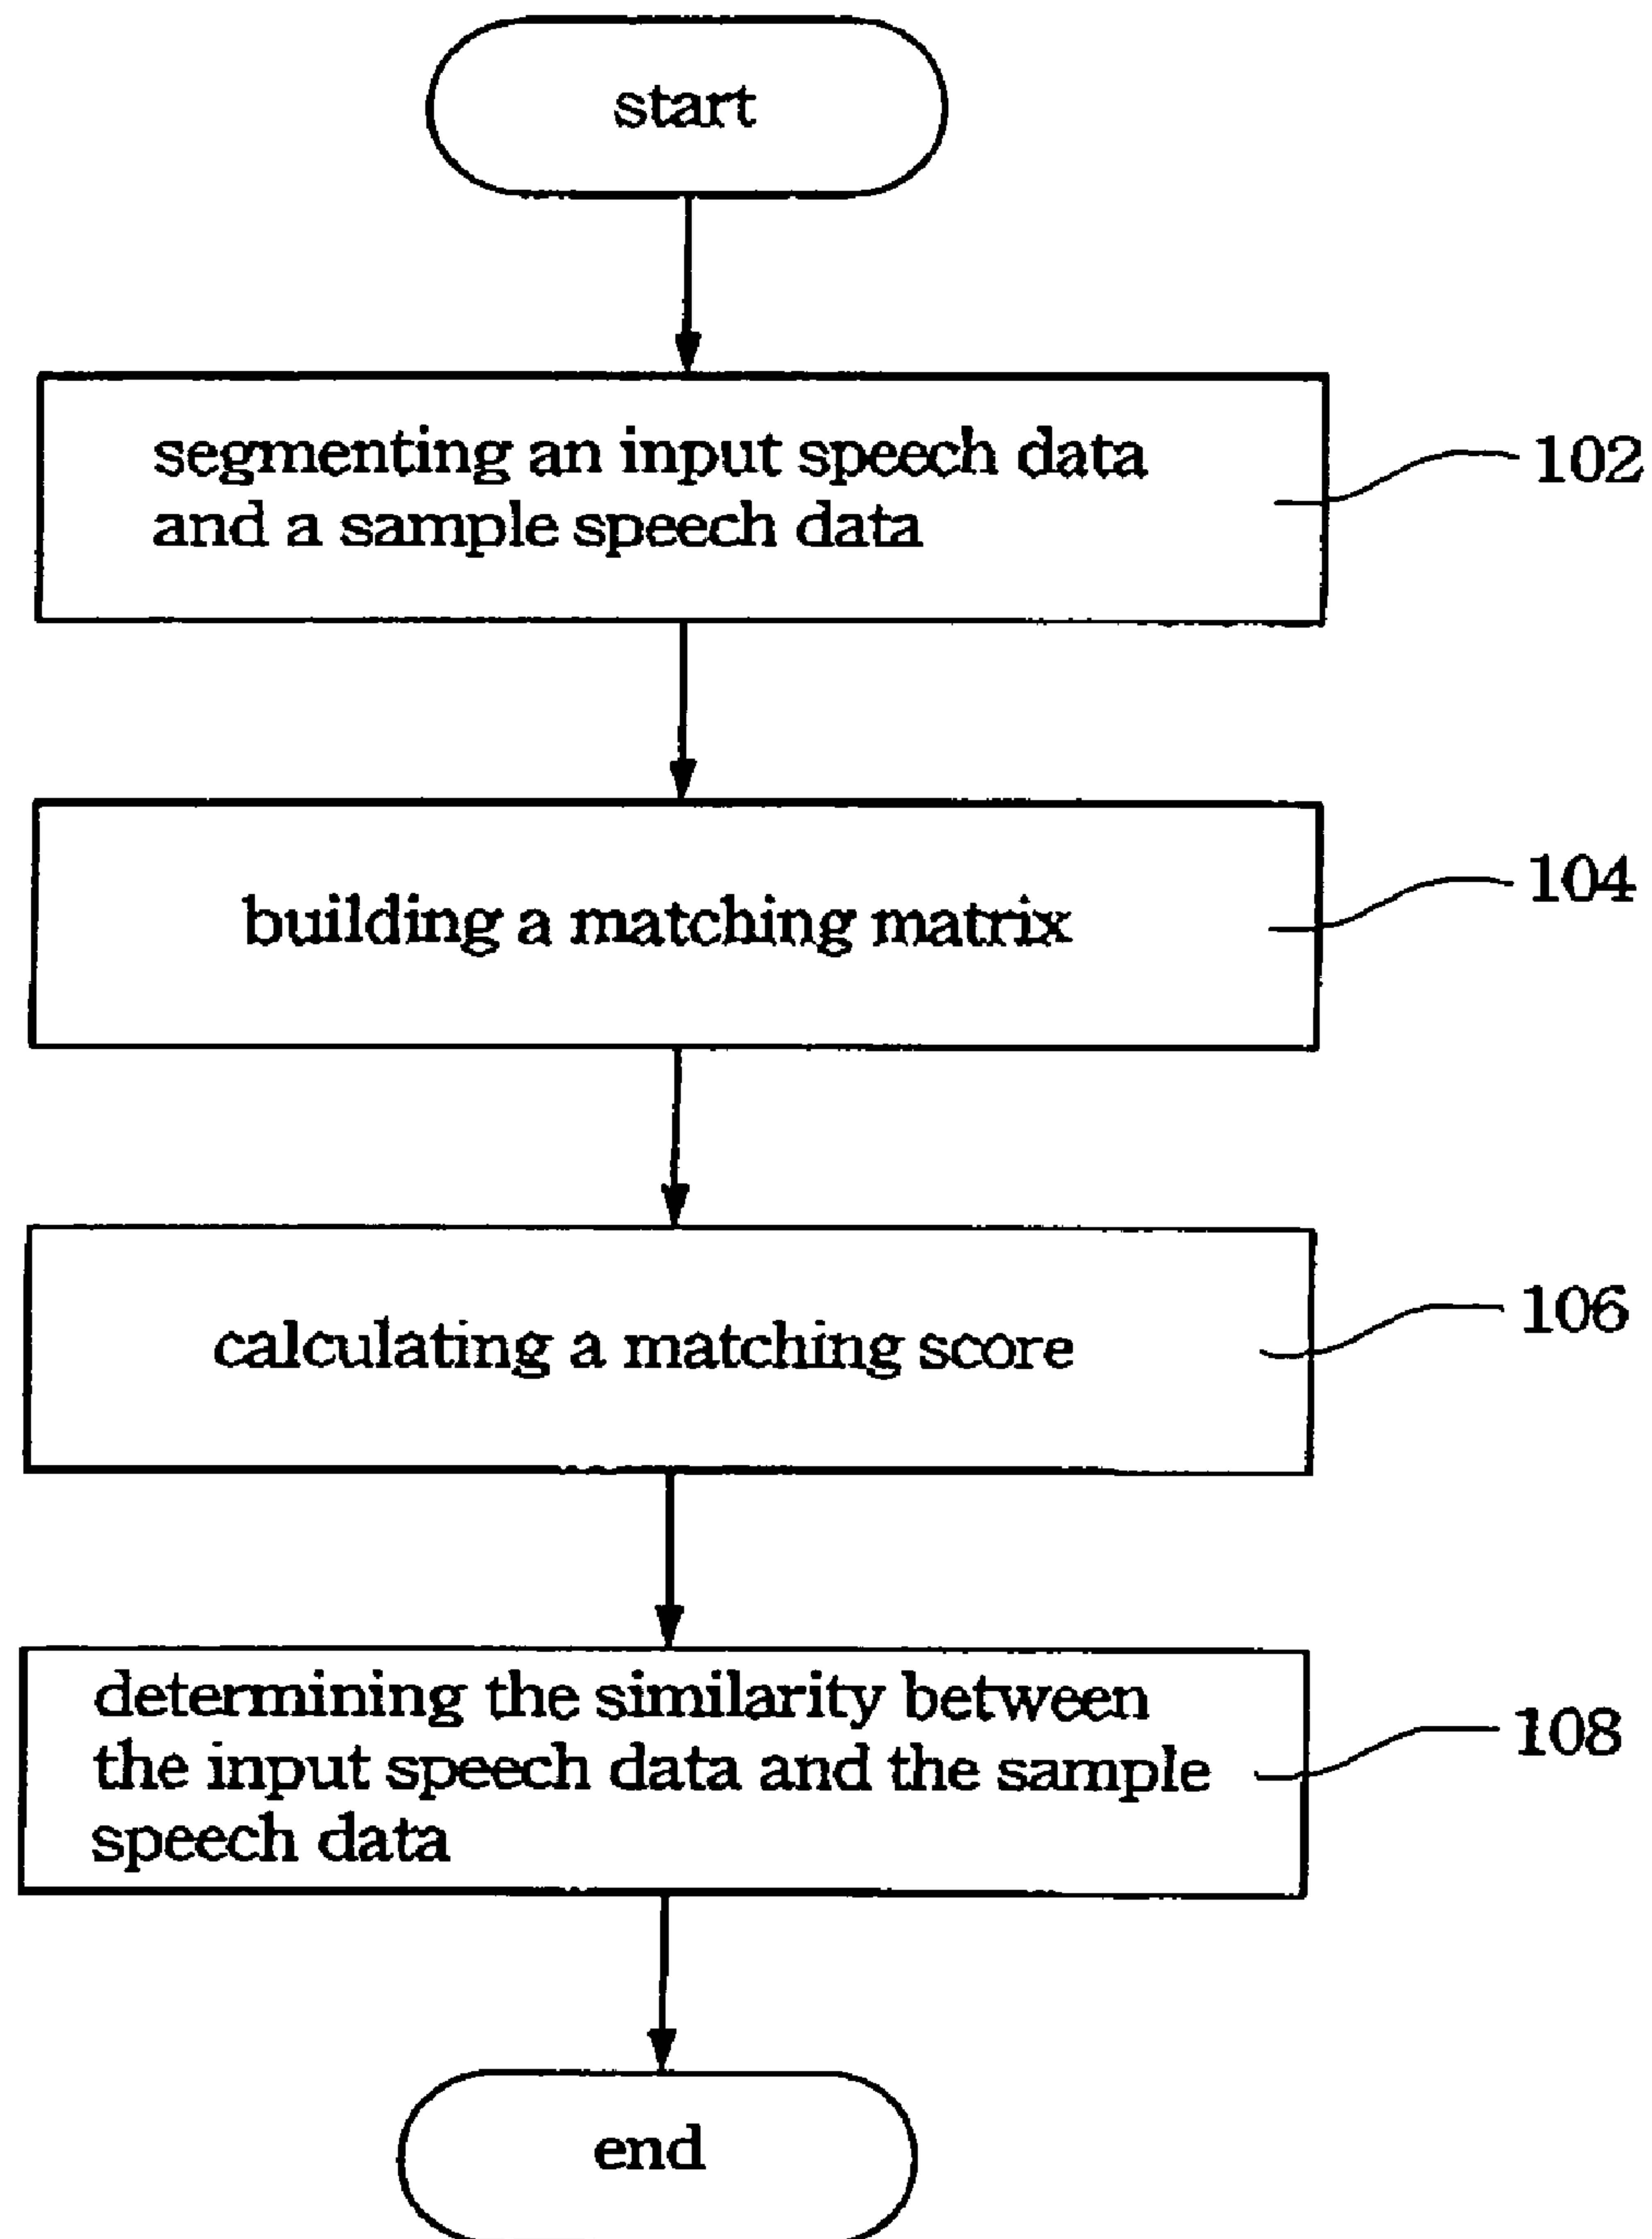 start
segmenting an input speech data
and a sample speech data
102
building a matching matrix
104
calculating a matching score
106
determining the similarity between
the input speech data and the sample
speech data
108
end